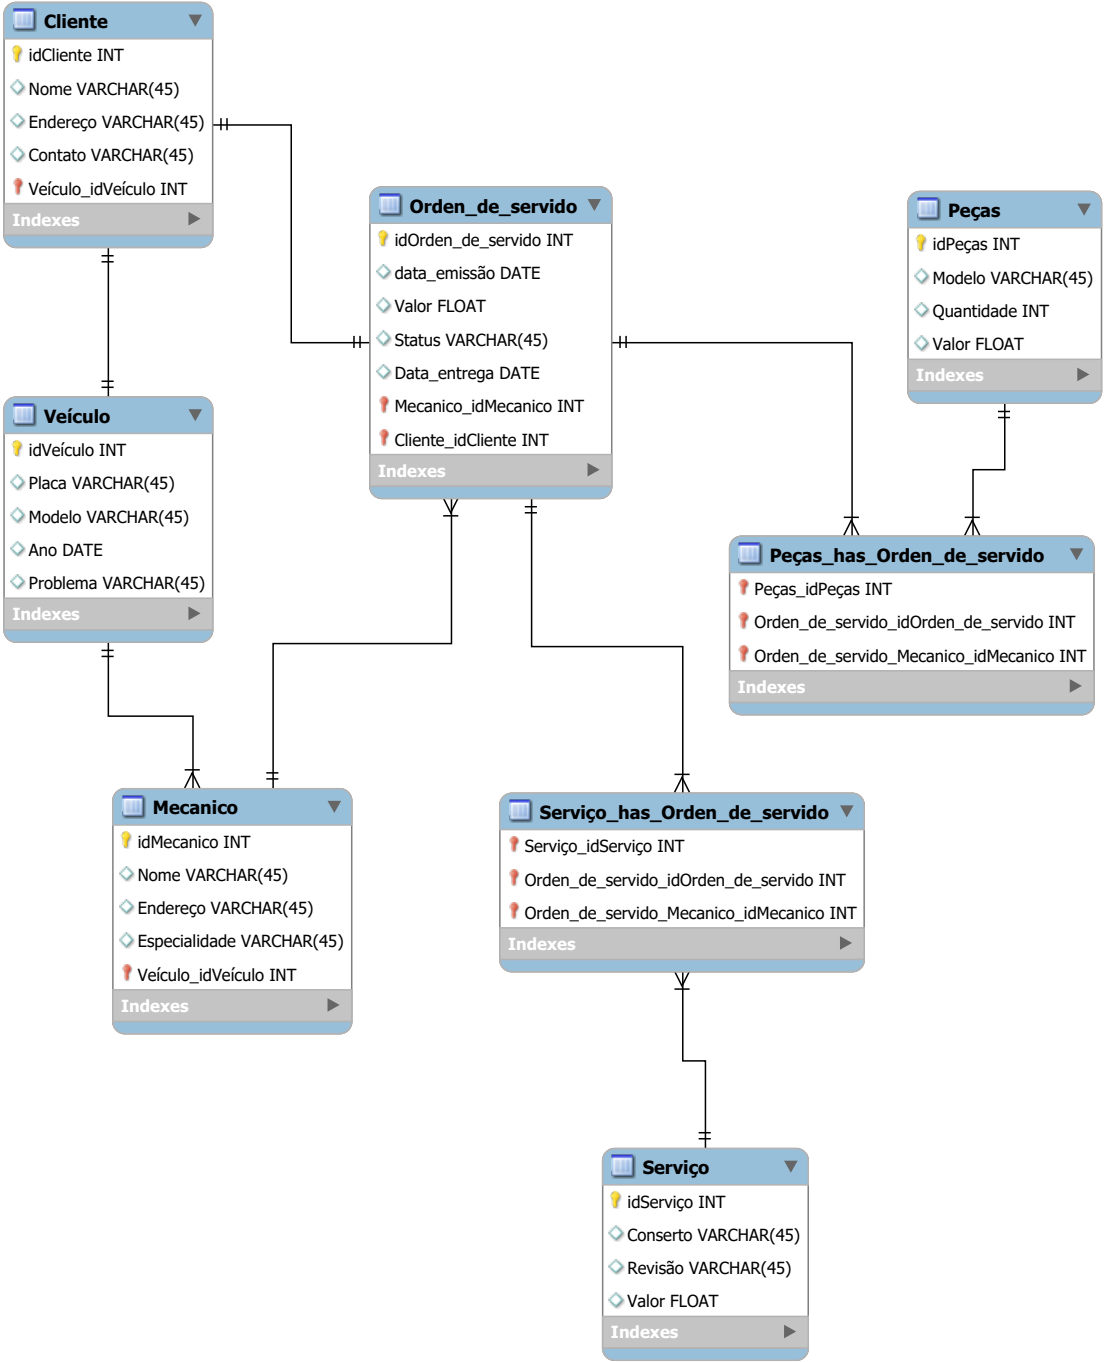 Cliente
idCliente INT
Nome VARCHAR(45)
Endereço VARCHAR(45)
Contato VARCHAR(45)
Veículo_idVeículo INT
Indexes
Orden_de_servido
idOrden_de_servido INT
data_emissão DATE
Valor FLOAT
Status VARCHAR(45)
Data_entrega DATE
Mecanico_idMecanico INT
Cliente_idCliente INT
Indexes
Peças
idPeças INT
Modelo VARCHAR(45)
Quantidade INT
Valor FLOAT
Indexes
Veículo
idVeículo INT
Placa VARCHAR(45)
Modelo VARCHAR(45)
Ano DATE
Problema VARCHAR(45)
Indexes
Peças_has_Orden_de_servido
Peças_idPeças INT
Orden_de_servido_idOrden_de_servido INT
Orden_de_servido_Mecanico_idMecanico INT
Indexes
Mecanico
idMecanico INT
Nome VARCHAR(45)
Endereço VARCHAR(45)
Especialidade VARCHAR(45)
Veículo_idVeículo INT
Indexes
Serviço_has_Orden_de_servido
Serviço_idServiço INT
Orden_de_servido_idOrden_de_servido INT
Orden_de_servido_Mecanico_idMecanico INT
Indexes
Serviço
idServiço INT
Conserto VARCHAR(45)
Revisão VARCHAR(45)
Valor FLOAT
Indexes